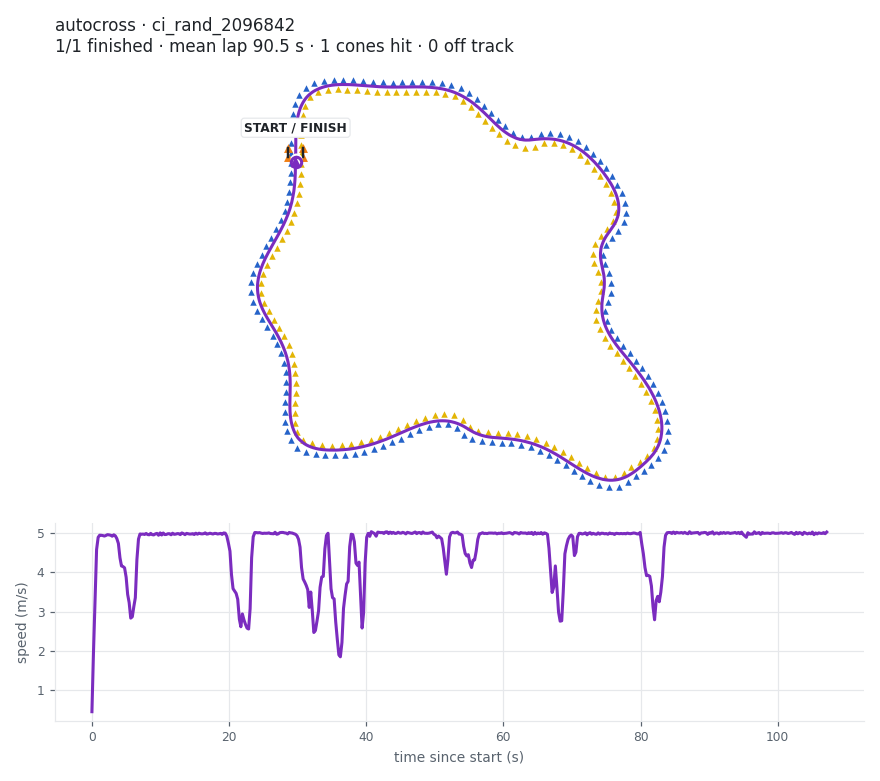 autocross · ci_rand_2096842
1/1 finished · mean lap 90.5 s · 1 cones hit · 0 off track
START / FINISH
5
4
3
2
1
speed (m/s)
0 20 40 60 80 100
time since start (s)